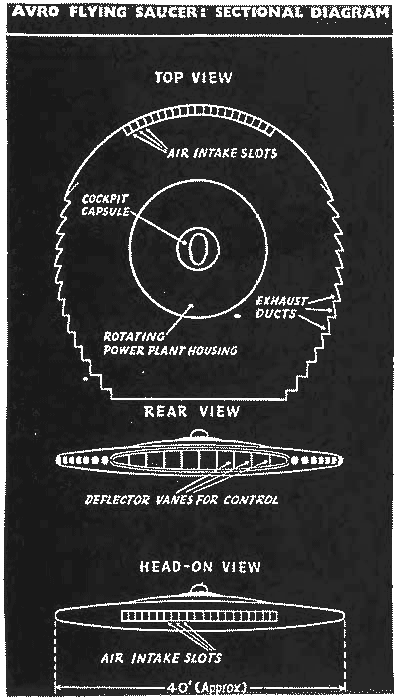 AVRO FLYING SAUCER: SECTIONAL DIAGRAM
TOP VIEW
AIR INTAKE SLOTS
COCKPIT
CAPSULE
EXHAUST
DUCTS
ROTATING
POWER PLANT HOUSING
REAR VIEW
DEFLECTOR VANES FOR CONTROL
HEAD-ON VIEW
AIR INTAKE SLOTS
40' (Approx)